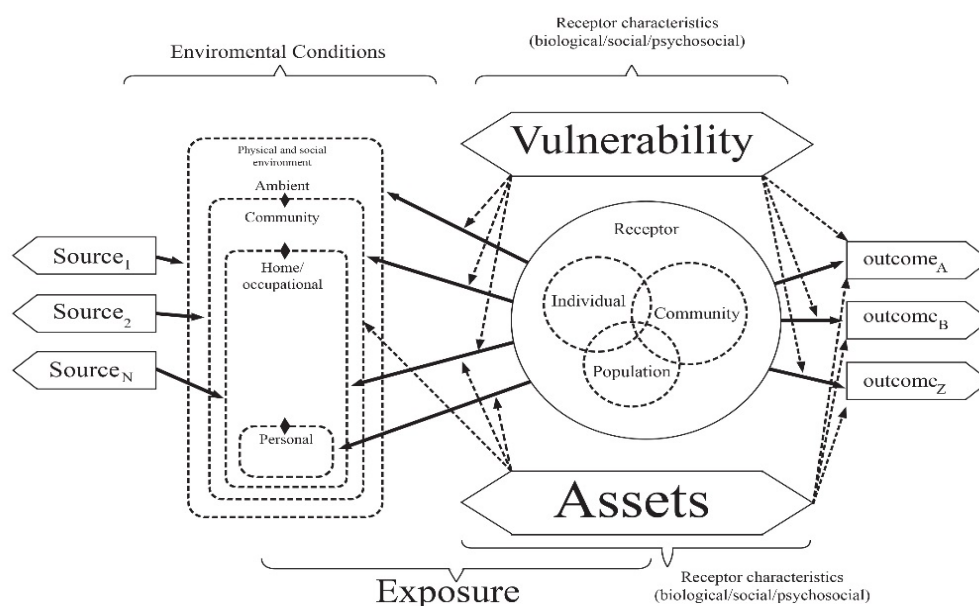 Receptor characteristics
(biological/social/psychosocial)
Enviromental Conditions
Vulnerability
Physical and social
environment
Ambient
Community
Home/
occupational
Personal
Source1
Source2
SourceN
Receptor
Individual
Community
Population
outcomeA
outcomeB
outcomeZ
Assets
Exposure
Receptor characteristics
(biological/social/psychosocial)